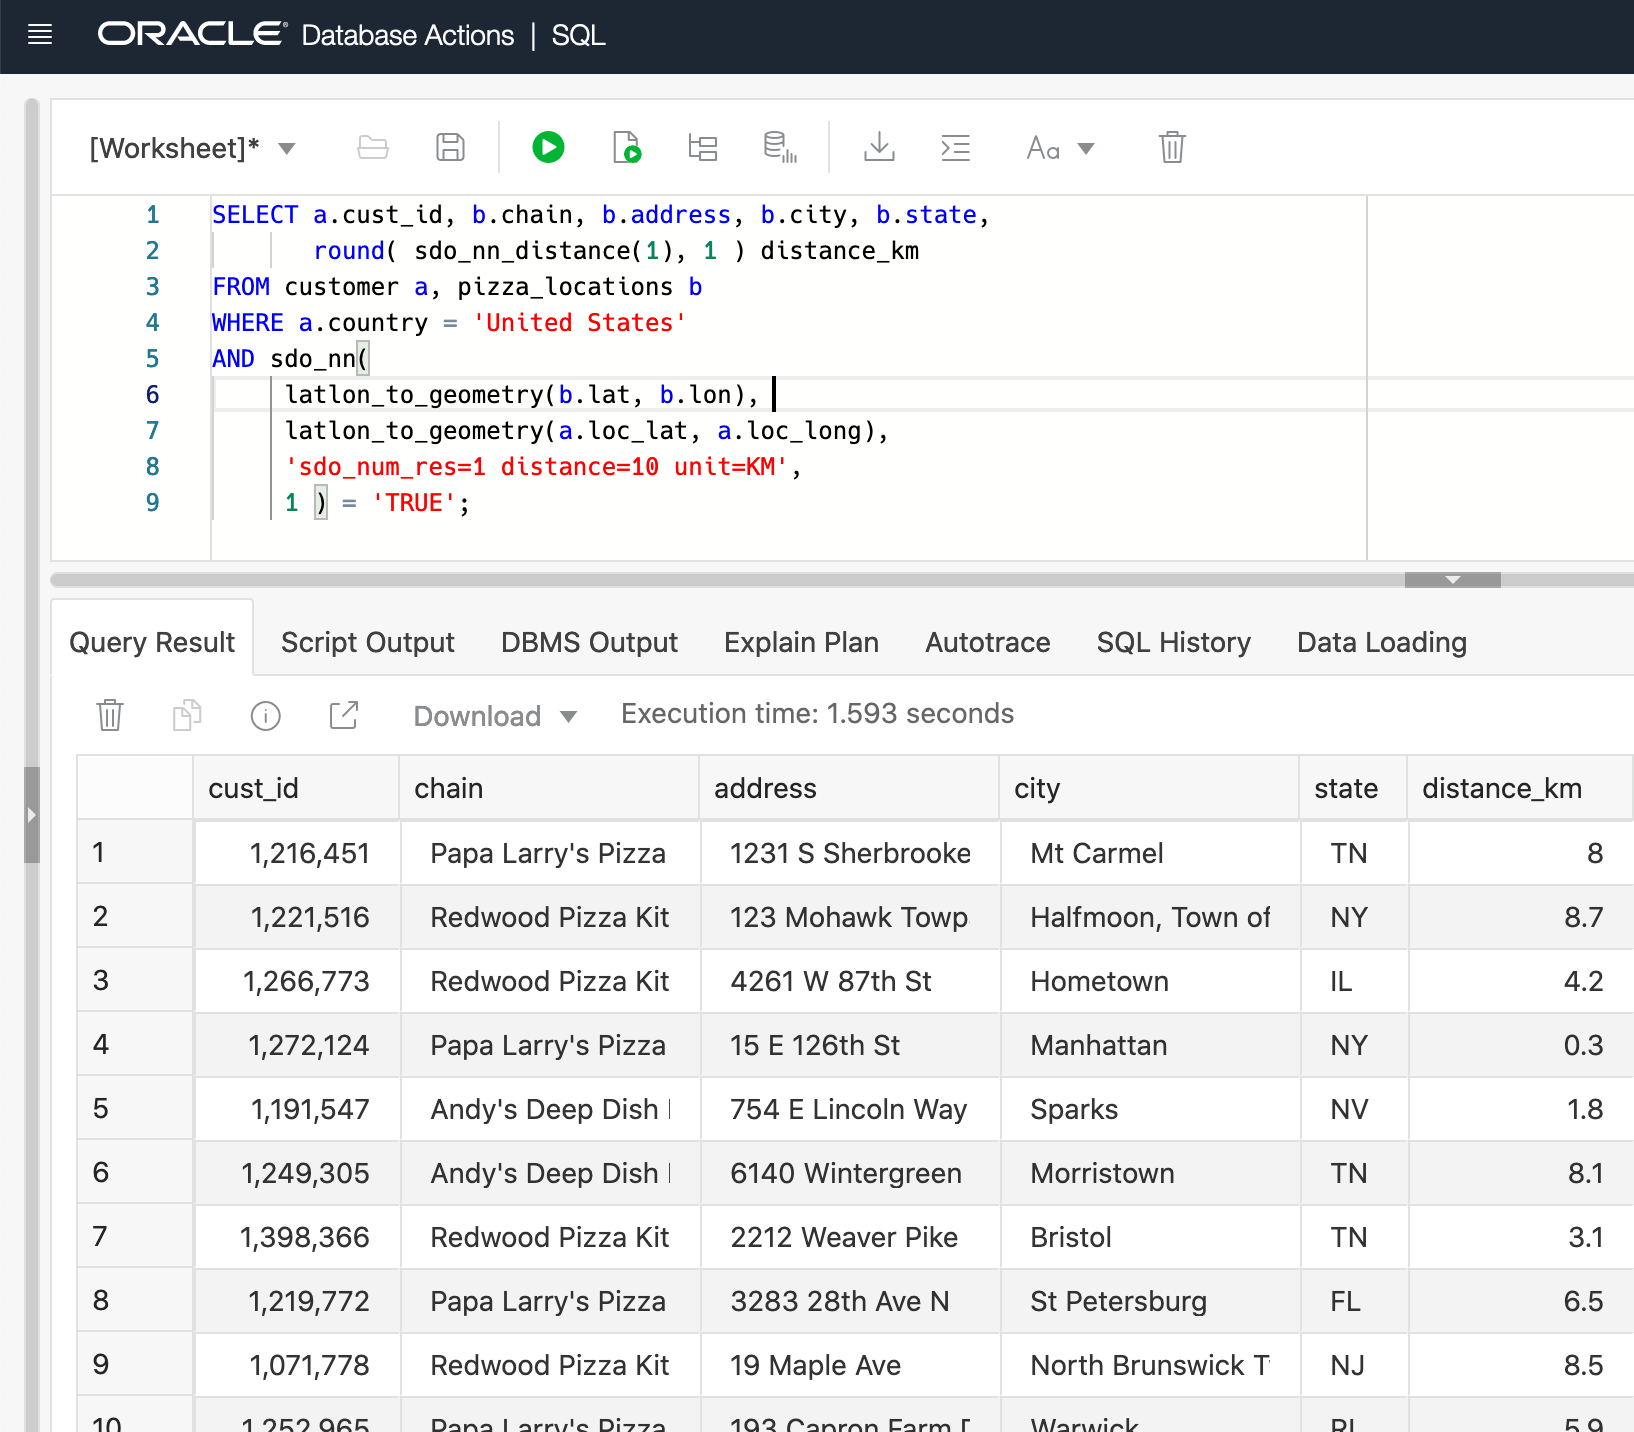 ORACLE® Database Actions | SQL
[Worksheet]* Aa
1 SELECT a.cust_id, b.chain, b.address, b.city, b.state,
2 round( sdo_nn_distance(1), 1 ) distance_km
3 FROM customer a, pizza_locations b
4 WHERE a.country = 'United States'
5 AND sdo_nn(
6 latlon_to_geometry(b.lat, b.lon),
7 latlon_to_geometry(a.loc_lat, a.loc_long),
8 'sdo_num_res=1 distance=10 unit=KM',
9 1 ) = 'TRUE';
Query Result Script Output DBMS Output Explain Plan Autotrace SQL History Data Loading
Download Execution time: 1.593 seconds
cust_id chain address city state distance_km
1 1,216,451 Papa Larry's Pizza 1231 S Sherbrooke Mt Carmel TN 8
2 1,221,516 Redwood Pizza Kit 123 Mohawk Towp Halfmoon, Town of NY 8.7
3 1,266,773 Redwood Pizza Kit 4261 W 87th St Hometown IL 4.2
4 1,272,124 Papa Larry's Pizza 15 E 126th St Manhattan NY 0.3
5 1,191,547 Andy's Deep Dish 754 E Lincoln Way Sparks NV 1.8
6 1,249,305 Andy's Deep Dish 6140 Wintergreen Morristown TN 8.1
7 1,398,366 Redwood Pizza Kit 2212 Weaver Pike Bristol TN 3.1
8 1,219,772 Papa Larry's Pizza 3283 28th Ave N St Petersburg FL 6.5
9 1,071,778 Redwood Pizza Kit 19 Maple Ave North Brunswick T NJ 8.5
10 1,252,965 Papa Larry's Pizza 193 Capron Farm Warwick RI 5.9